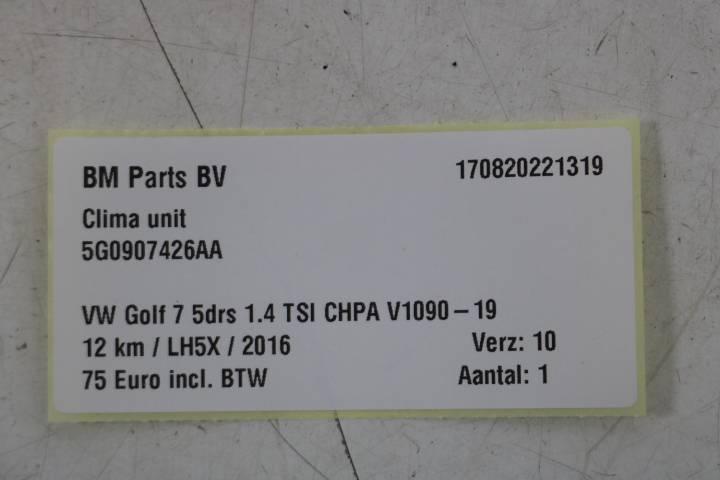 BM Parts BV 170820221319
Clima unit
5G0907426AA
VW Golf 7 5drs 1.4 TSI CHPA V1090-19
12 km / LH5X / 2016 Verz: 10
75 Euro incl. BTW Aantal: 1